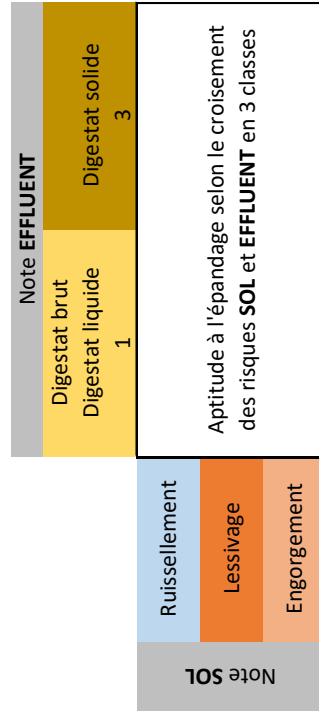 Note EFFLUENT
Digestat brut
Digestat liquide
1
Digestat solide
3
Ruissellement
Lessivage
Engorgement
Note SOL
Aptitude à l'épandage selon le croisement
des risques SOL et EFFLUENT en 3 classes